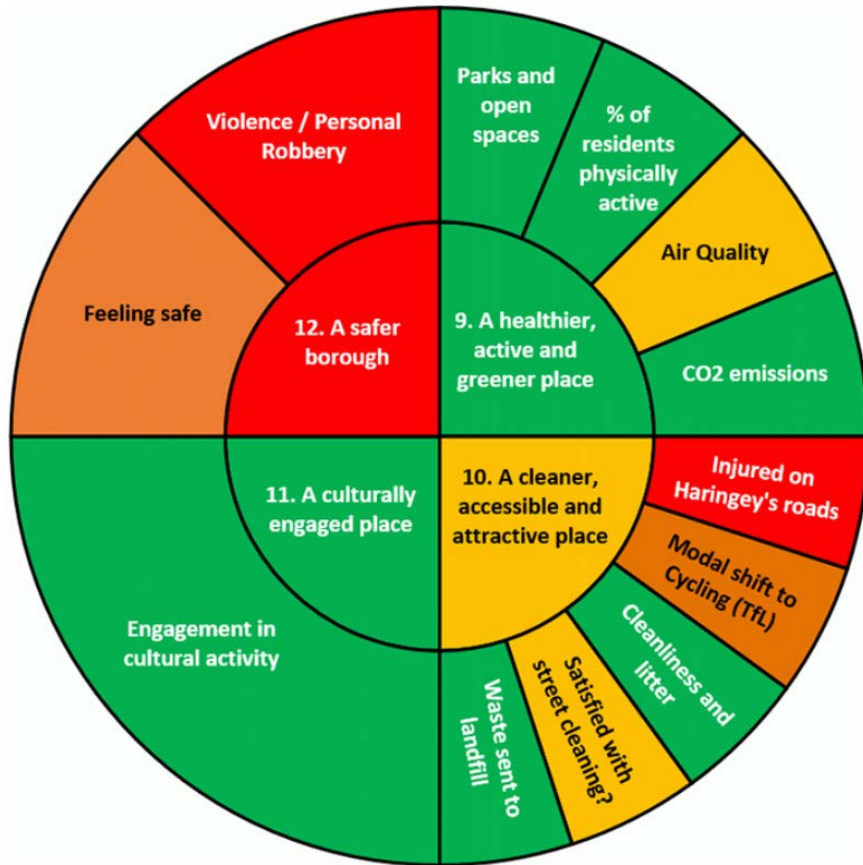 Violence / Personal
Robbery
Parks and
open
spaces
% of
residents
physically
active
Air Quality
Feeling safe
12. A safer
borough
9. A healthier,
active and
greener place
CO2 emissions
11. A culturally
engaged place
10. A cleaner,
accessible and
attractive place
Injured on
Haringey's roads
Modal shift to
Cycling (TfL)
Cleanliness and
litter
Satisfied with
street cleaning?
Waste sent to
landfill
Engagement in
cultural activity